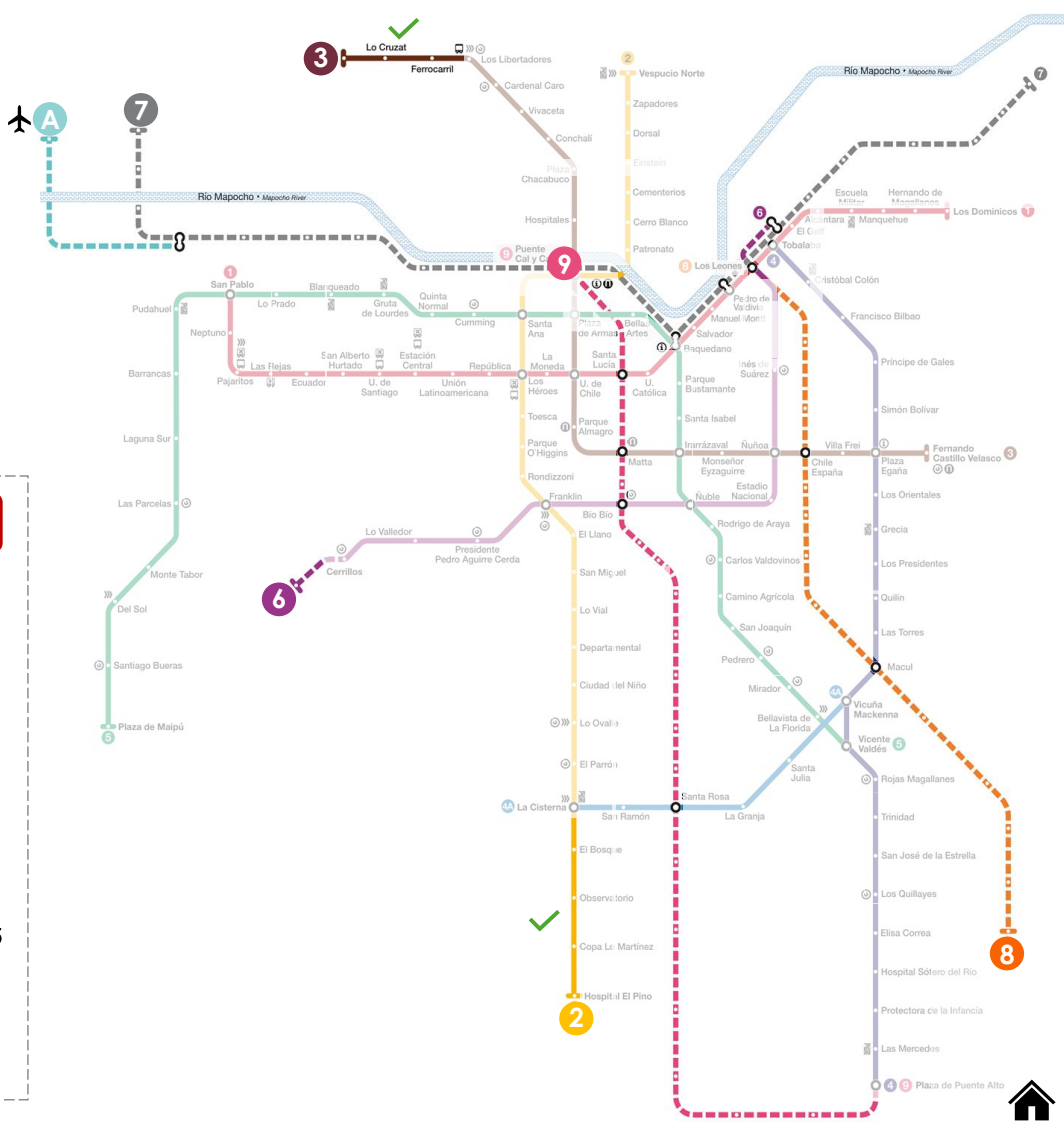 3
Lo Cruzat
Ferrocarril
Los Libertadores
Cardenal Caro
Vivaceta
Conchalí
Plaza
Chacabuco
Hospitales
9 Puente
Cal y C
9
2
Vespucio Norte
Zapadores
Dorsal
Einstein
Cementerios
Cerro Blanco
Patronato
Río Mapocho • Mapocho River
7
A
7
Río Mapocho • Mapocho River
6
Escuela
Militar
Hernando de
Magallanes
Los Dominicos 1
Alcántara
Manquehue
El Golf
Tobalaba
4
8 Los Leones
Cristóbal Colón
Pedro de
Valdivia
Manuel Montt
Salvador
Baquedano
Francisco Bilbao
Príncipe de Gales
Simón Bolívar
1
San Pablo
Lo Prado
Blanqueado
Gruta
de Lourdes
Quinta
Normal
Cumming
Santa
Ana
Plaza
de Armas
Bellas
Artes
Pudahuel
Neptuno
Barrancas
Pajaritos
Las Rejas
Ecuador
San Alberto
Hurtado
U. de
Santiago
Estación
Central
Unión
Latinoamericana
República
Los
Héroes
La
Moneda
U. de
Chile
Santa
Lucía
U.
Católica
Inés de
Suárez
Parque
Bustamante
Santa Isabel
Laguna Sur
Las Parcelas
Monte Tabor
Del Sol
Santiago Bueras
Plaza de Maipú
5
Toesca
Parque
O'Higgins
Rondizzoni
Parque
Almagro
Matta
Irarrázaval
Monseñor
Eyzaguirre
Ñuñoa
Chile
España
Villa Frei
Plaza
Egaña
Fernando
Castillo Velasco 3
Franklin
Bío Bío
Ñuble
Estadio
Nacional
Los Orientales
Lo Valledor
Presidente
Pedro Aguirre Cerda
Cerrillos
6
El Llano
San Miguel
Lo Vial
Departamental
Ciudad del Niño
Lo Ovalle
El Parrón
Rodrigo de Araya
Carlos Valdovinos
Camino Agrícola
San Joaquín
Pedrero
Mirador
Bellavista de
La Florida
Grecia
Los Presidentes
Quilín
Las Torres
Macul
4A
Vicuña
Mackenna
Vicente
Valdés 5
Santa
Julia
Rojas Magallanes
4A La Cisterna
San Ramón
Santa Rosa
La Granja
Trinidad
El Bosque
San José de la Estrella
Observatorio
Los Quillayes
Copa Lo Martínez
Elisa Correa
8
Hospital El Pino
Hospital Sótero del Río
2
Protectora de la Infancia
Las Mercedes
4 9 Plaza de Puente Alto